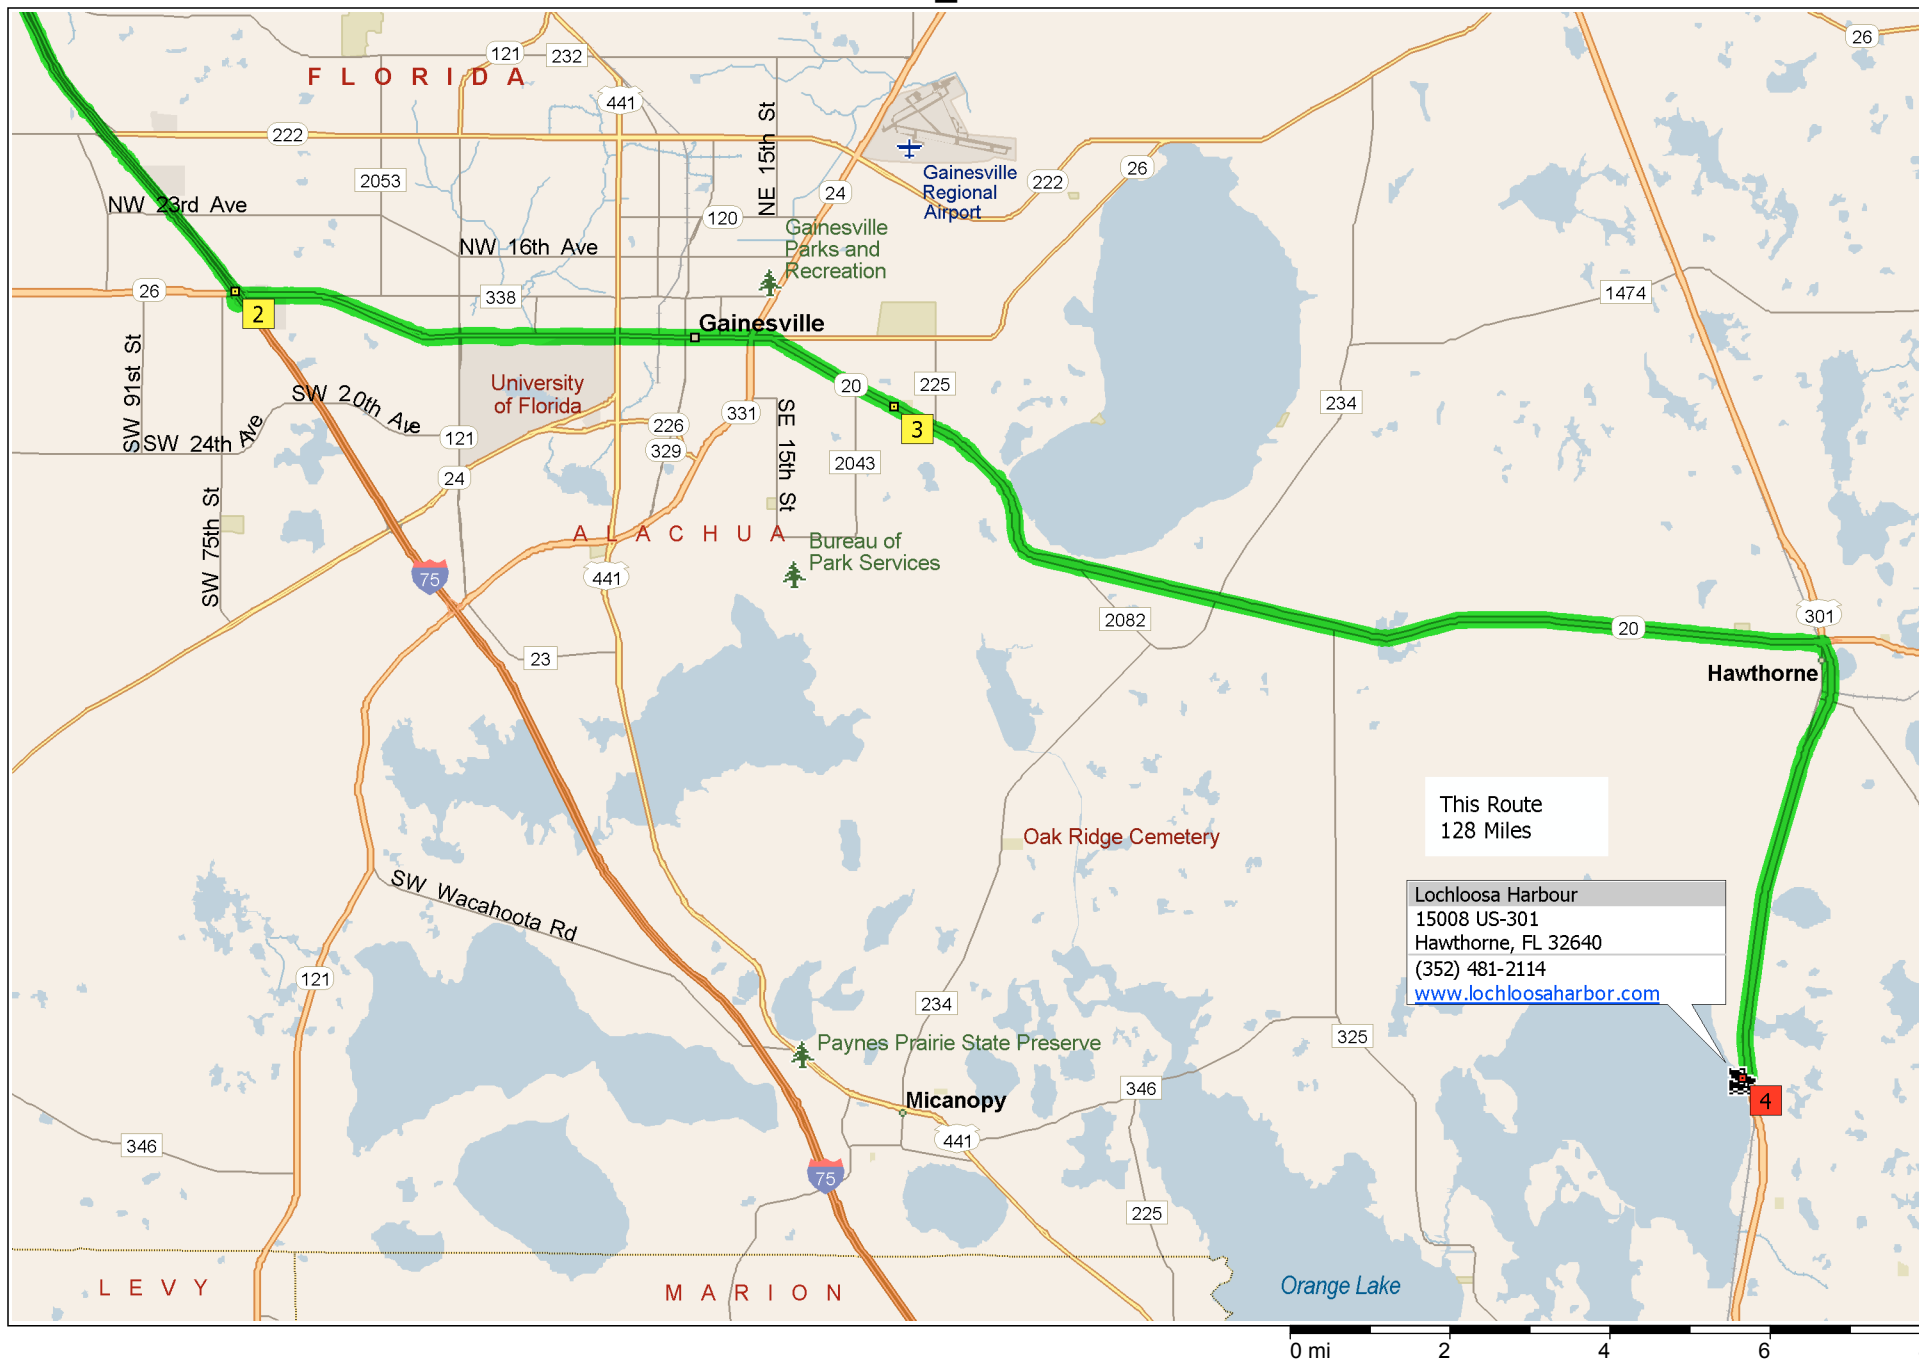 26
121
232
FLORIDA
441
NE 15th St
222
2053
24
Gainesville
Regional
Airport
222
26
NW 23rd Ave
120
NW 16th Ave
Gainesville
Parks and
Recreation
26
338
2
1474
Gainesville
SW 91st St
University
of Florida
20
225
SW 20th Ave
331
SE 15th St
234
SW 24th Ave
121
226
3
329
2043
24
SW 75th St
ALACHUA
Bureau of
Park Services
75
441
2082
301
20
23
Hawthorne
This Route
128 Miles
Oak Ridge Cemetery
SW Wacahoota Rd
Lochloosa Harbour
15008 US-301
Hawthorne, FL 32640
(352) 481-2114
www.lochloosaharbor.com
121
234
325
Paynes Prairie State Preserve
346
Micanopy
4
346
441
75
225
LEVY
MARION
Orange Lake
0 mi
2
4
6